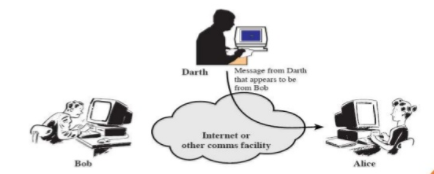 Darth
Message from Darth
that appears to be
from Bob
Internet or
other comms facility
Bob
Alice